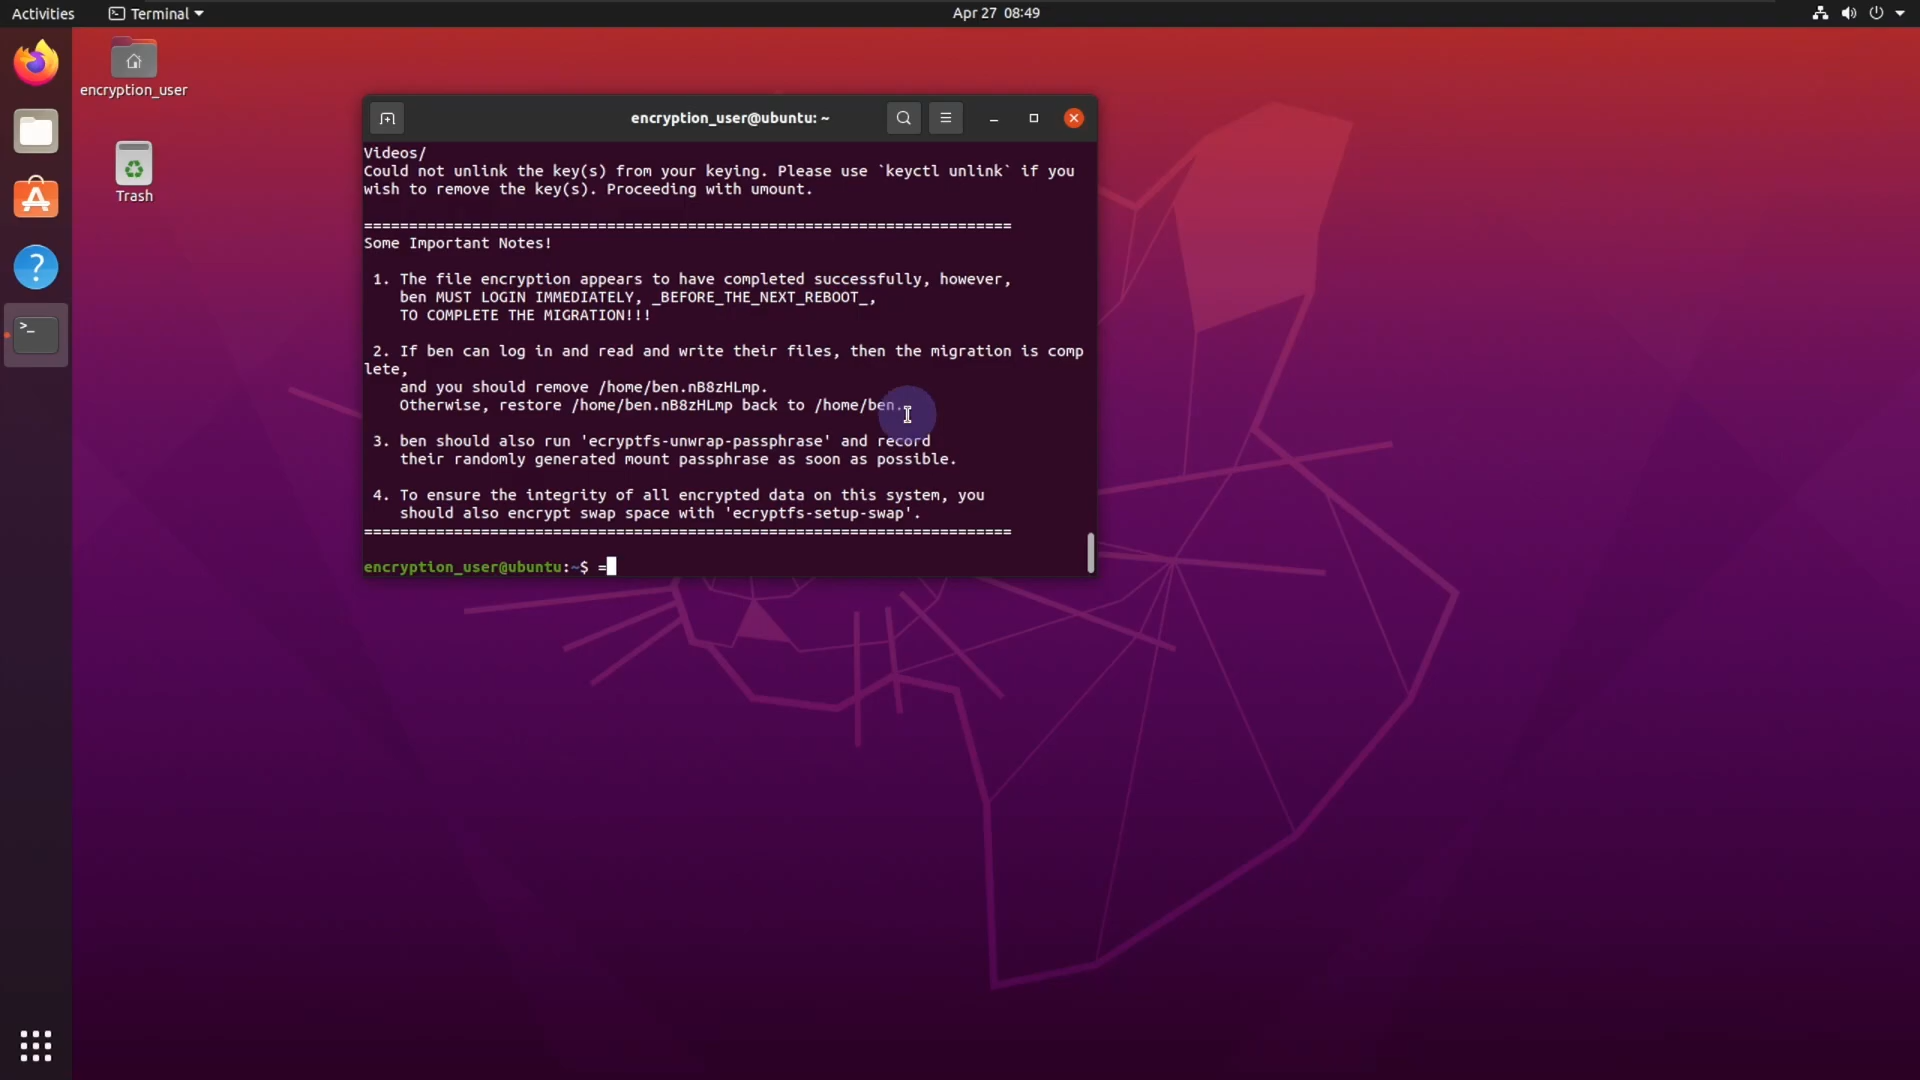 Activities
Terminal
Apr 27 08:49
encryption_user
Trash
encryption_user@ubuntu: ~
Videos/
Could not unlink the key(s) from your keying. Please use `keyctl unlink` if you
wish to remove the key(s). Proceeding with umount.
========================================================================
Some Important Notes!
1. The file encryption appears to have completed successfully, however,
ben MUST LOGIN IMMEDIATELY, _BEFORE_THE_NEXT_REBOOT_,
TO COMPLETE THE MIGRATION!!!
2. If ben can log in and read and write their files, then the migration is comp
lete,
and you should remove /home/ben.nB8zHLmp.
Otherwise, restore /home/ben.nB8zHLmp back to /home/ben.
3. ben should also run 'ecryptfs-unwrap-passphrase' and record
their randomly generated mount passphrase as soon as possible.
4. To ensure the integrity of all encrypted data on this system, you
should also encrypt swap space with 'ecryptfs-setup-swap'.
========================================================================
encryption_user@ubuntu:~$ =